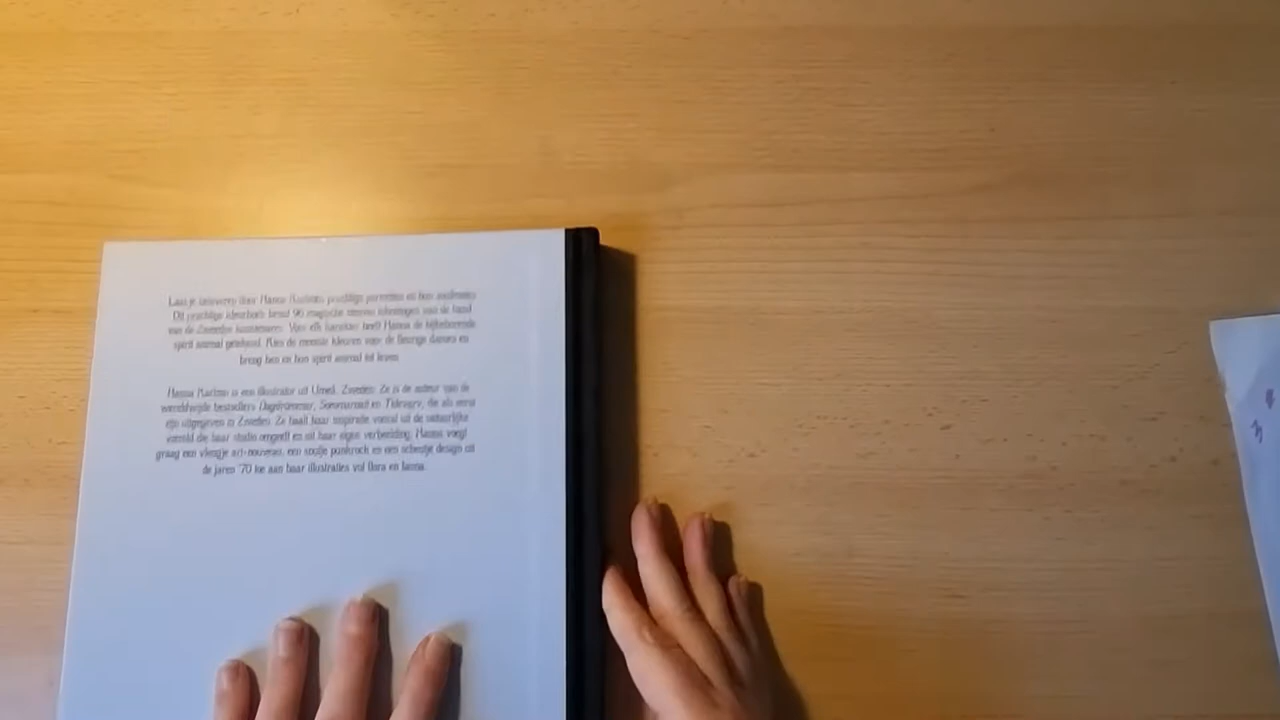 Laat je betoveren door Hanna Karlzon, prachtige portretten en hun
Dit prachtige kleurboek bevat 96 magische nieuwe tekeningen van de hand
van de Zweedse kunstenares. Voor elk karakter heeft Hanna de bijbehorende
spirit animal getekend. Kies de mooiste kleuren voor de fleurige dames en
breng hen en hun spirit animal tot leven.
Hanna Karlzon is een illustrator uit Umeå, Zweden. Ze is de auteur van de
wereldwijde bestsellers Dagdrömmar, Sommarnatt en Tidevarv, die als eerst
zijn uitgegeven in Zweden. Ze haalt haar inspiratie vooral uit de natuurlijke
wereld die haar studio omgeeft en uit haar eigen verbeelding. Hanna voegt
graag een vleugje art-nouveau, een snufje punkrock en een scheutje design uit
de jaren '70 toe aan haar illustraties vol flora en fauna.